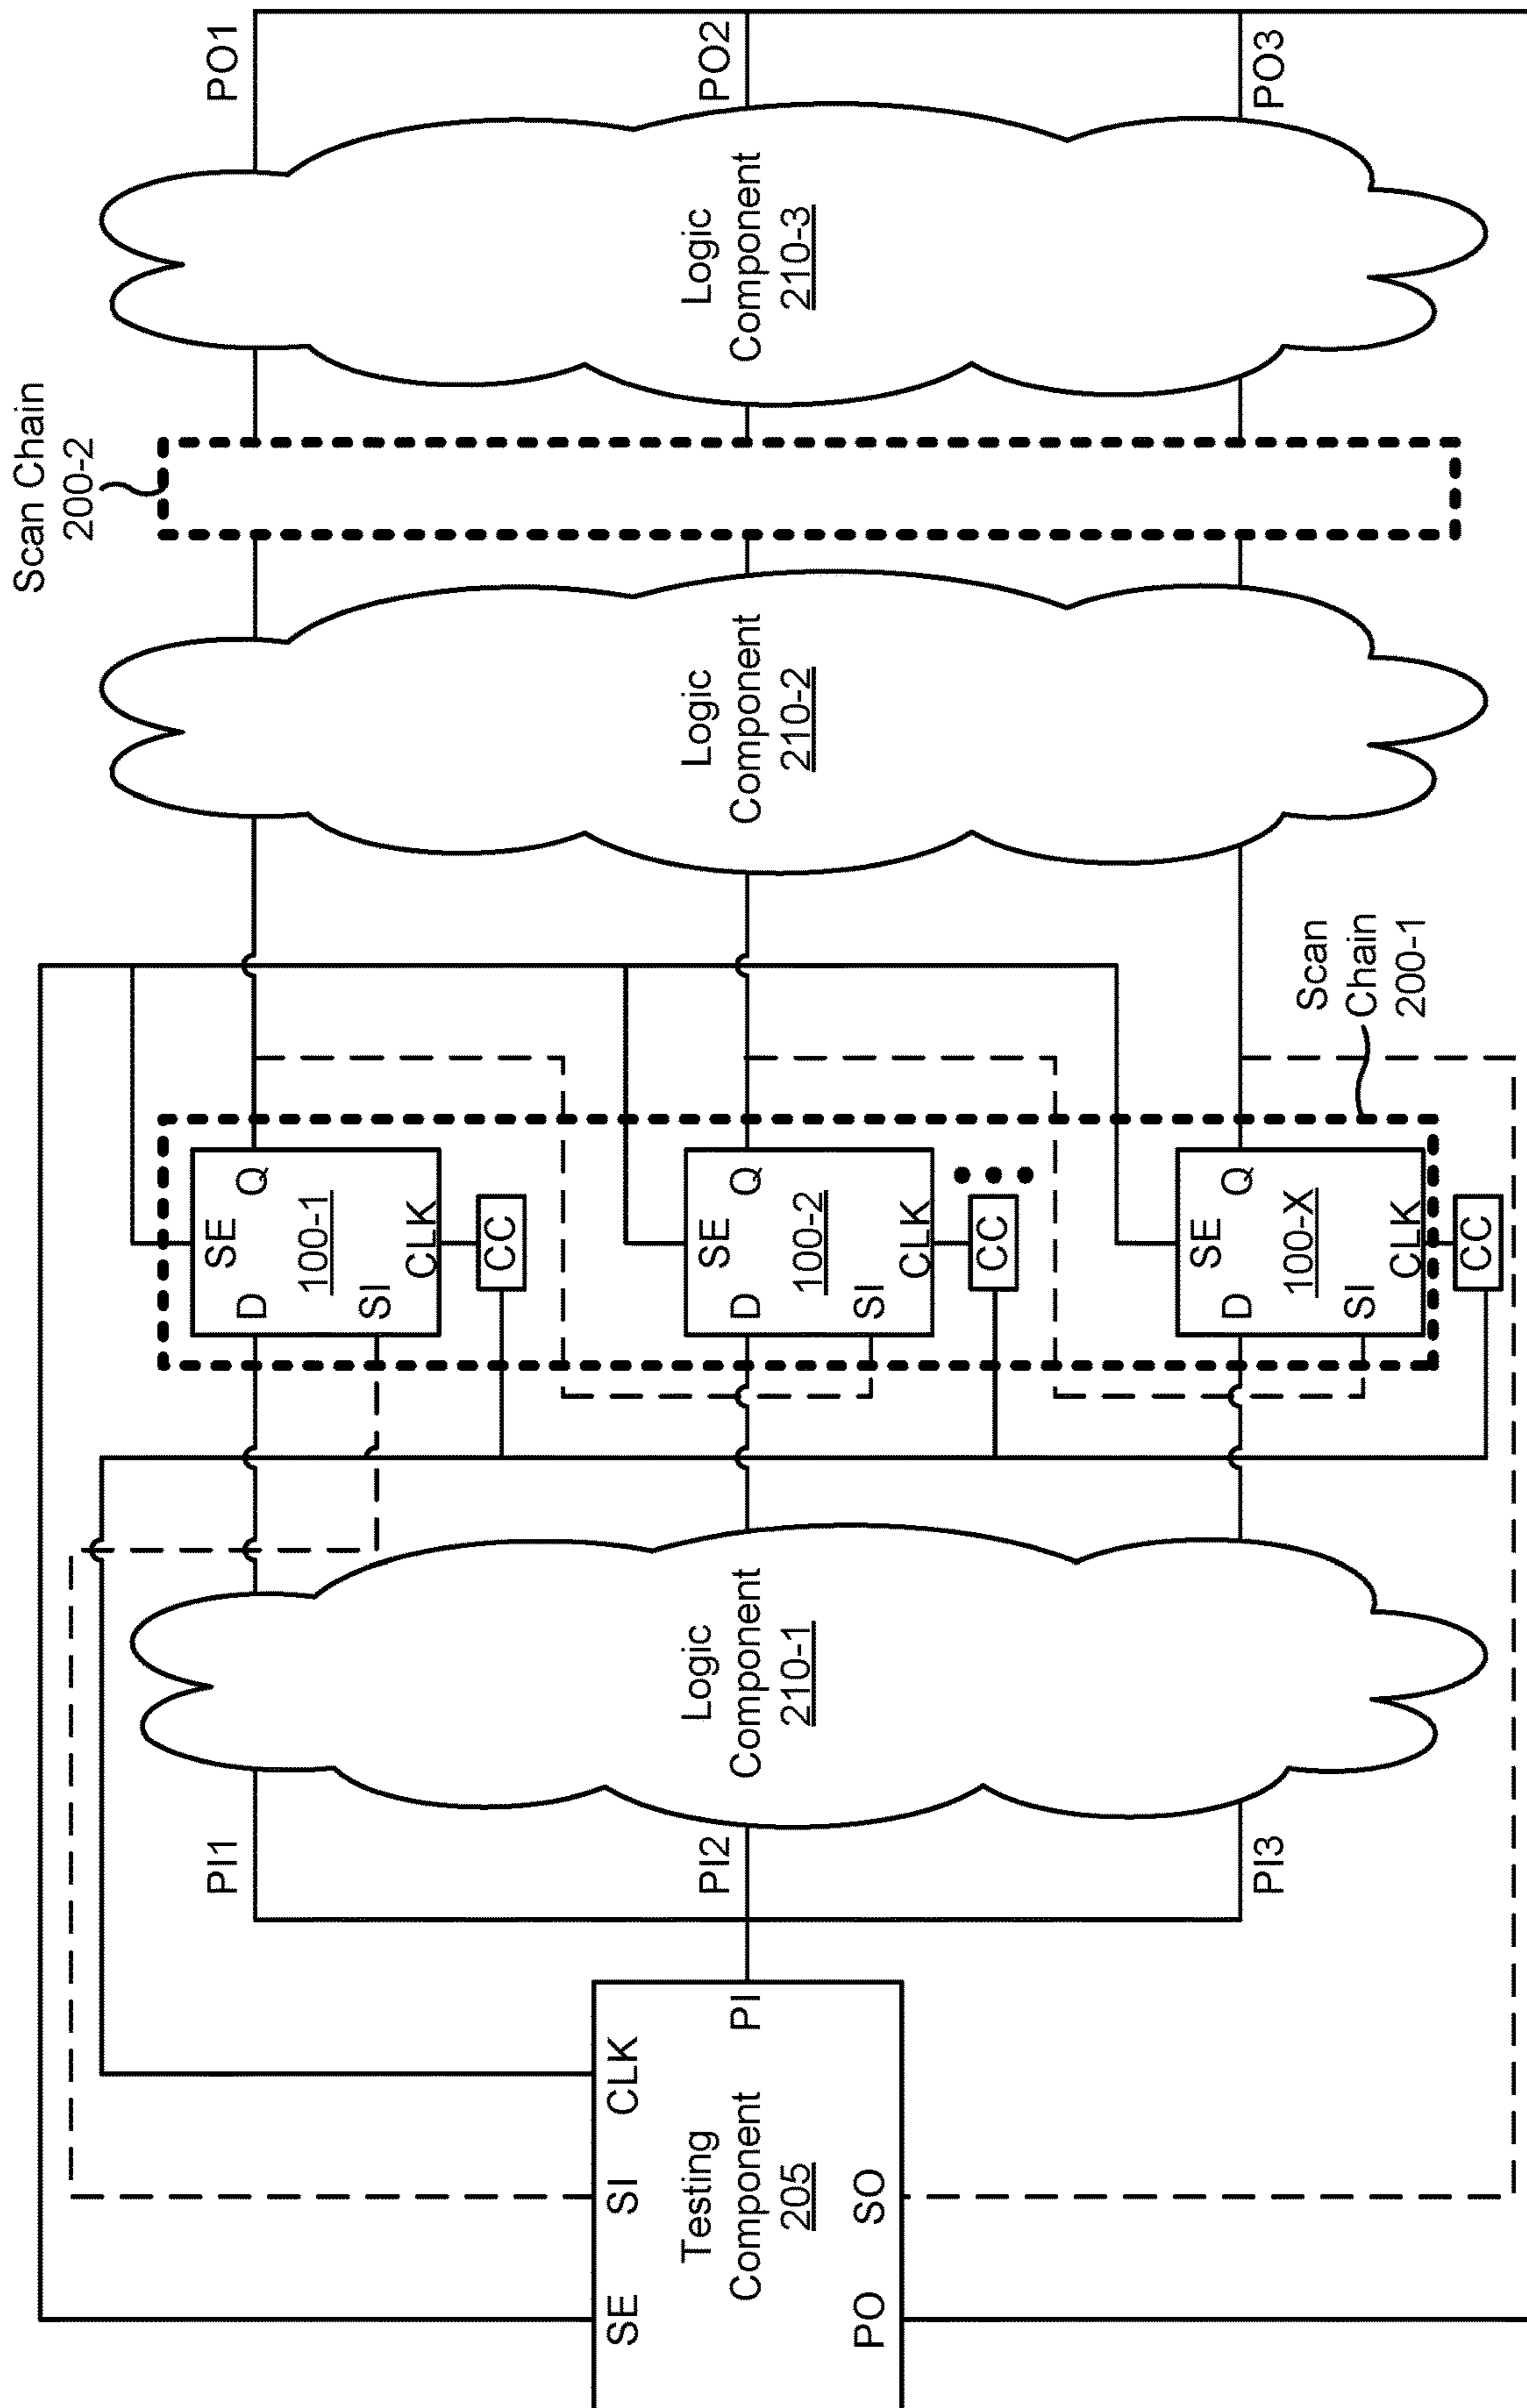 SE
SI
CLK
Testing
Component
205
PI
PO
SO
PI1
PI2
PI3
Logic
Component
210-1
D
SE
Q
100-1
SI
CLK
CC
D
SE
Q
100-2
SI
CLK
CC
D
SE
Q
100-X
SI
CLK
CC
Scan
Chain
200-1
Logic
Component
210-2
Scan Chain
200-2
Logic
Component
210-3
PO1
PO2
PO3